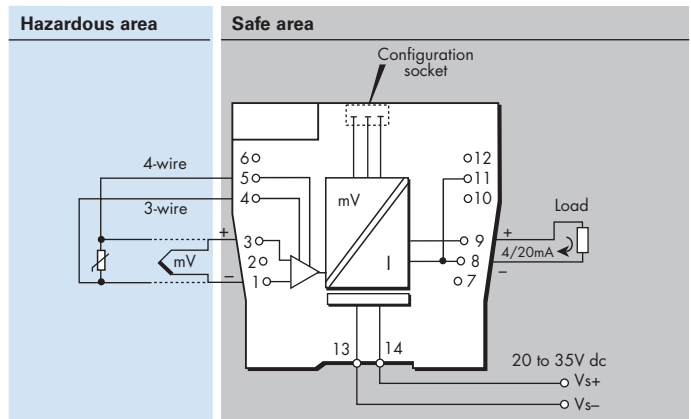 Hazardous area
Safe area
Configuration
socket
4-wire
3-wire
6
5
4
3
2
1
+
mV
–
mV
I
12
11
10
9
8
7
Load
+
4/20mA
–
13
14
20 to 35V dc
Vs+
Vs–